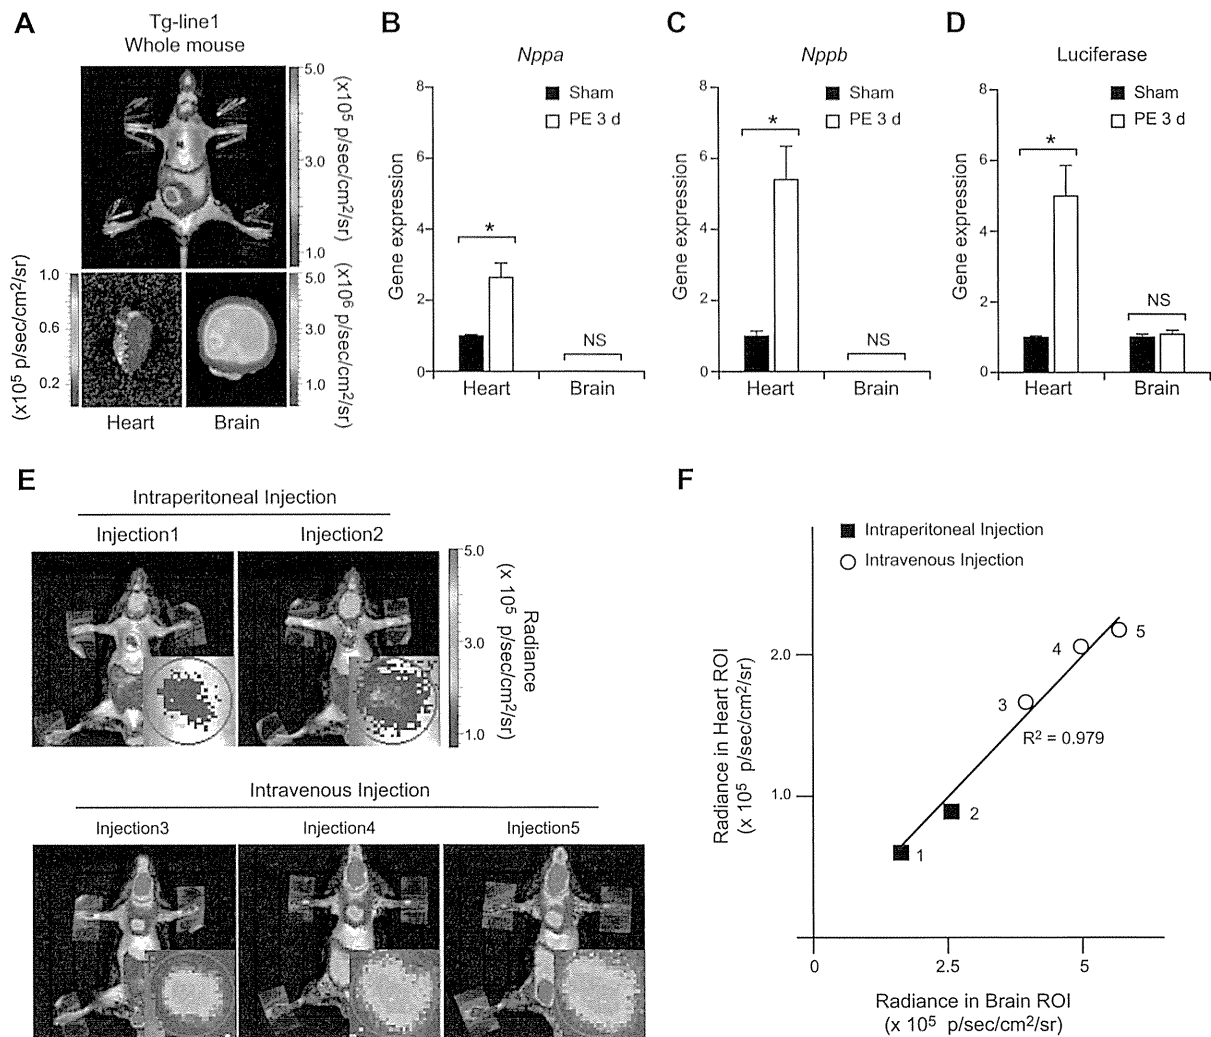 A
Tg-line1
Whole mouse
5.0
3.0
1.0
(x10⁵ p/sec/cm²/sr)
(x10⁵ p/sec/cm²/sr)
1.0
0.6
0.2
5.0
3.0
1.0
(x10⁶ p/sec/cm²/sr)
Heart
Brain
B
Nppa
Sham
PE 3 d
Gene expression
8
6
4
2
0
*
NS
Heart
Brain
C
Nppb
Sham
PE 3 d
Gene expression
8
6
4
2
0
*
NS
Heart
Brain
D
Luciferase
Sham
PE 3 d
Gene expression
8
6
4
2
0
*
NS
Heart
Brain
E
Intraperitoneal Injection
Injection1
Injection2
5.0
3.0
1.0
Radiance
(x 10⁵ p/sec/cm²/sr)
Intravenous Injection
Injection3
Injection4
Injection5
F
Intraperitoneal Injection
Intravenous Injection
Radiance in Heart ROI
(x 10⁵ p/sec/cm²/sr)
2.0
1.0
1
2
3
4
5
R² = 0.979
0
2.5
5
Radiance in Brain ROI
(x 10⁵ p/sec/cm²/sr)